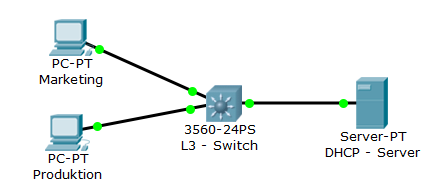 PC-PT
Marketing
3560-24PS
L3 - Switch
Server-PT
DHCP - Server
PC-PT
Produktion